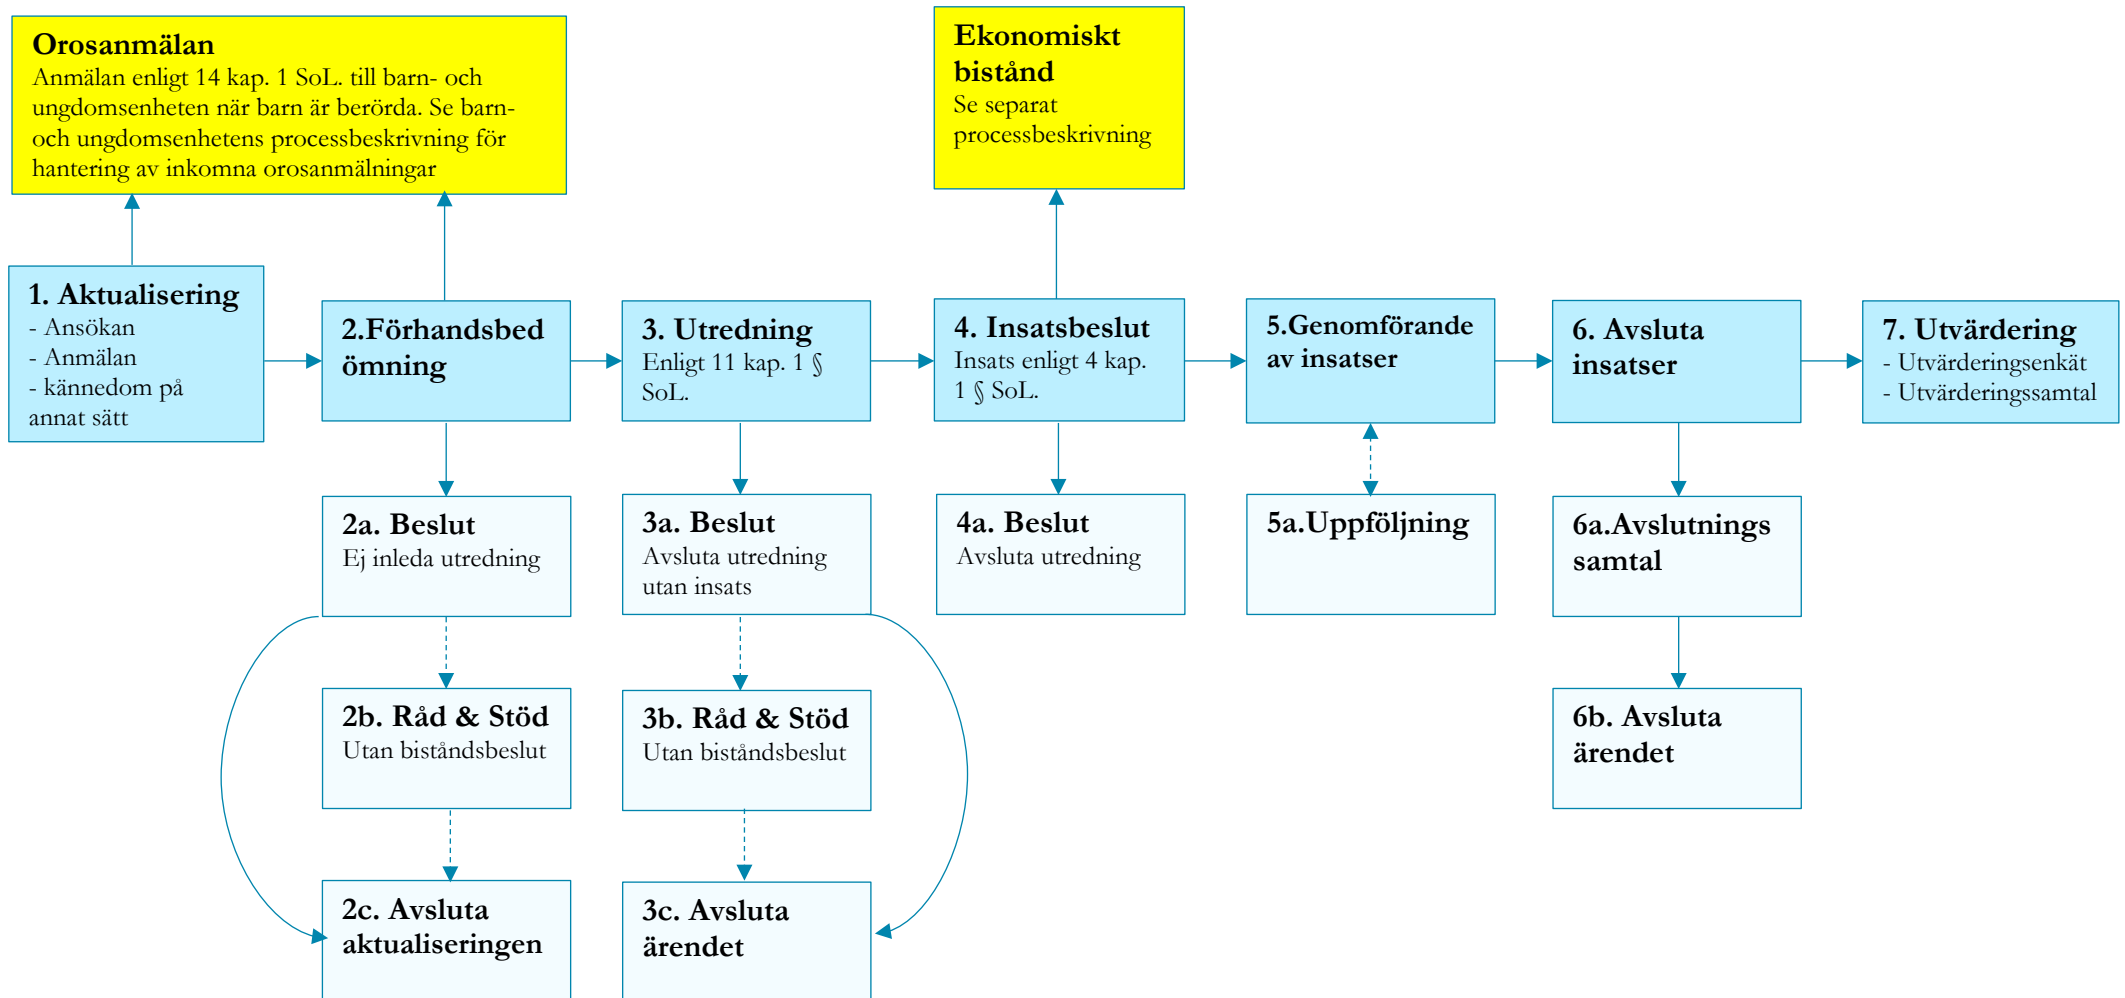 Orosanmälan
Anmälan enligt 14 kap. 1 SoL. till barn- och
ungdomsenheten när barn är berörda. Se barn-
och ungdomsenhetens processbeskrivning för
hantering av inkomna orosanmälningar
Ekonomiskt
bistånd
Se separat
processbeskrivning
1. Aktualisering
- Ansökan
- Anmälan
- kännedom på
annat sätt
2.Förhandsbed
ömning
3. Utredning
Enligt 11 kap. 1 §
SoL.
4. Insatsbeslut
Insats enligt 4 kap.
1 § SoL.
5.Genomförande
av insatser
6. Avsluta
insatser
7. Utvärdering
- Utvärderingsenkät
- Utvärderingssamtal
2a. Beslut
Ej inleda utredning
3a. Beslut
Avsluta utredning
utan insats
4a. Beslut
Avsluta utredning
5a.Uppföljning
6a.Avslutnings
samtal
2b. Råd & Stöd
Utan biståndsbeslut
3b. Råd & Stöd
Utan biståndsbeslut
6b. Avsluta
ärendet
2c. Avsluta
aktualiseringen
3c. Avsluta
ärendet